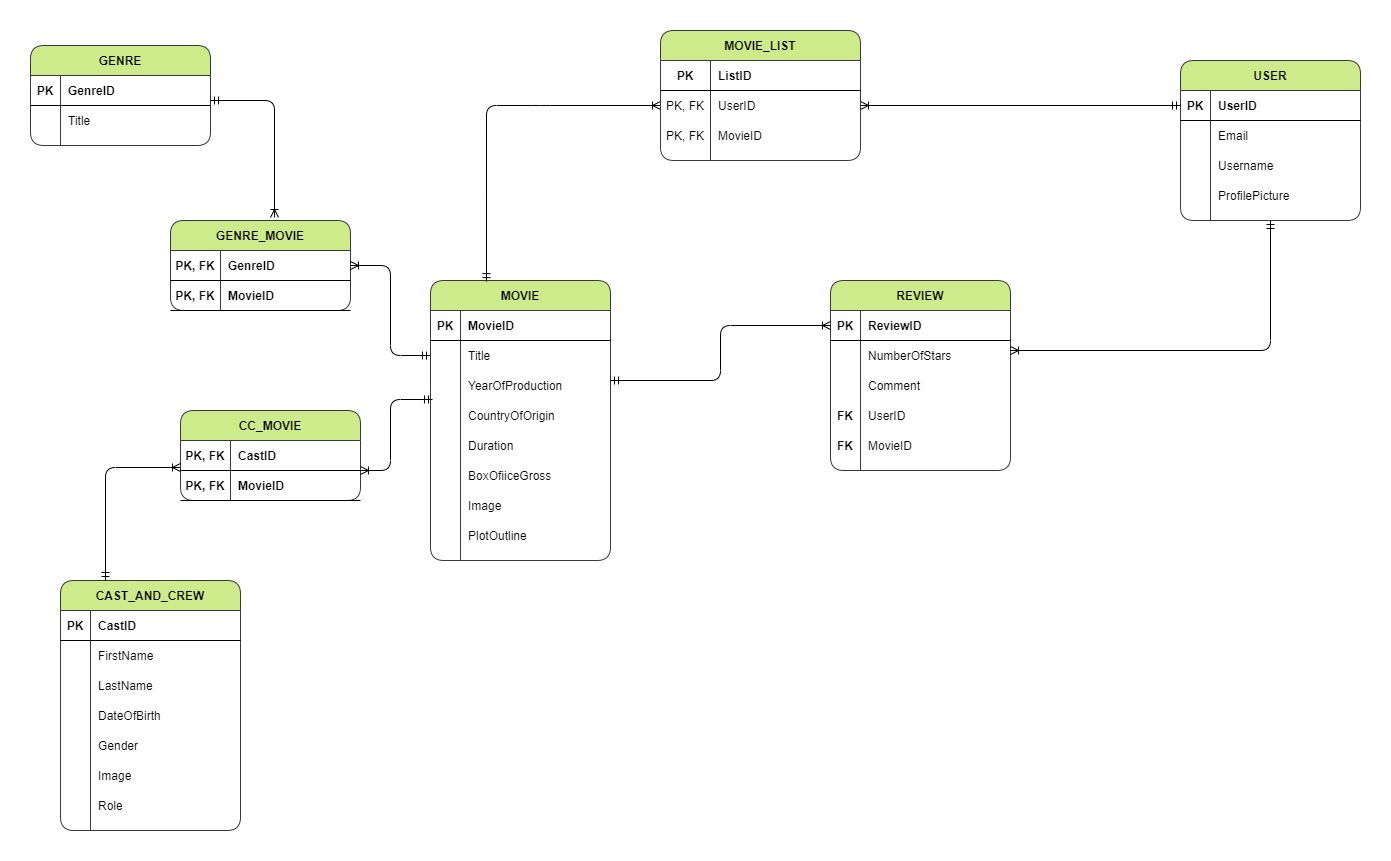 GENRE
PK GenreID
Title
MOVIE_LIST
PK ListID
PK, FK UserID
PK, FK MovieID
USER
PK UserID
Email
Username
ProfilePicture
GENRE_MOVIE
PK, FK GenreID
PK, FK MovieID
MOVIE
PK MovieID
Title
YearOfProduction
CountryOfOrigin
Duration
BoxOfiiceGross
Image
PlotOutline
REVIEW
PK ReviewID
NumberOfStars
Comment
FK UserID
FK MovieID
CC_MOVIE
PK, FK CastID
PK, FK MovieID
CAST_AND_CREW
PK CastID
FirstName
LastName
DateOfBirth
Gender
Image
Role